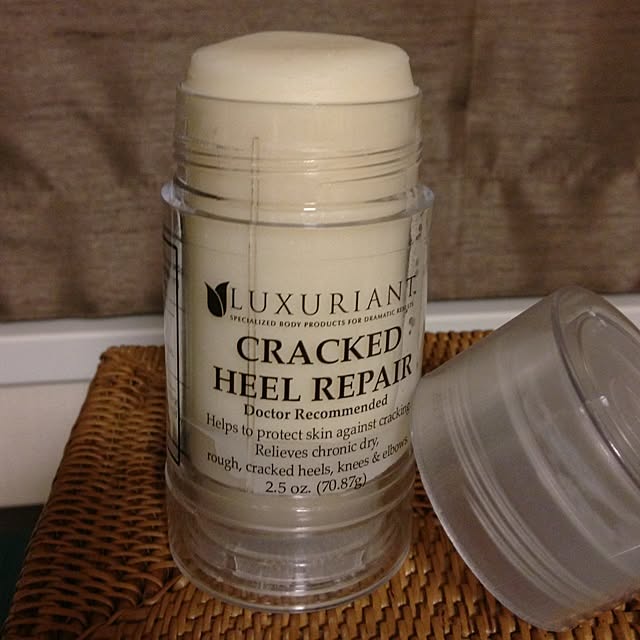 LUXURIANT
SPECIALIZED BODY PRODUCTS FOR DRAMATIC RESULTS
CRACKED
HEEL REPAIR
Doctor Recommended
Helps to protect skin against cracking
Relieves chronic dry,
rough, cracked heels, knees & elbows
2.5 oz. (70.87g)